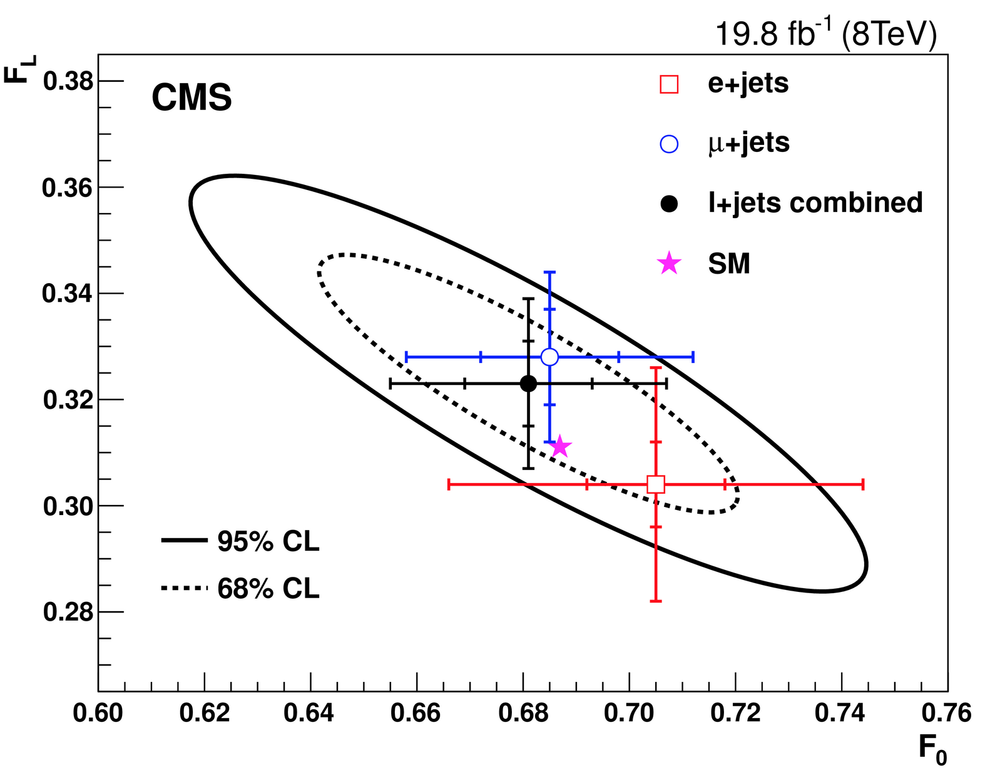 19.8 fb⁻¹ (8TeV)
F_L
CMS
e+jets
μ+jets
l+jets combined
SM
0.38
0.36
0.34
0.32
0.30
0.28
95% CL
68% CL
0.60 0.62 0.64 0.66 0.68 0.70 0.72 0.74 0.76
F₀